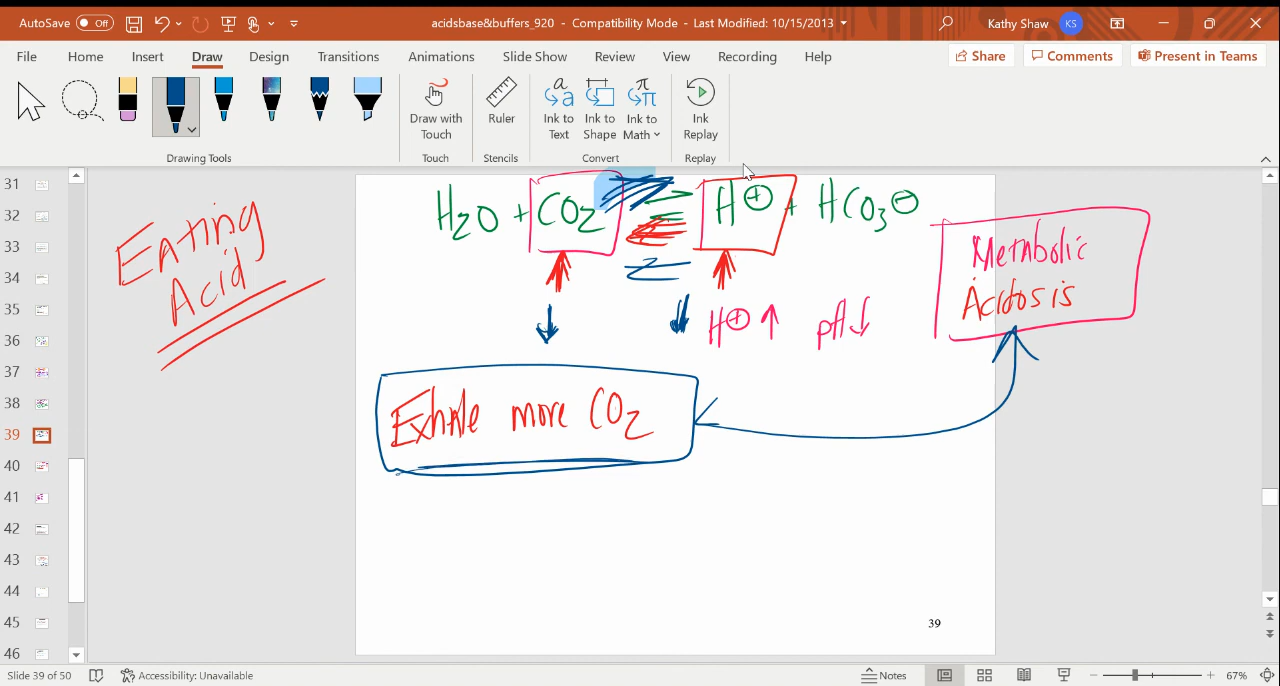 AutoSave Off acidsbase&buffers_920 - Compatibility Mode - Last Modified: 10/15/2013 Kathy Shaw KS
File Home Insert Draw Design Transitions Animations Slide Show Review View Recording Help Share Comments Present in Teams
Draw with Touch
Ruler
Ink to Text
Ink to Shape
Ink to Math
Ink Replay
Drawing Tools Touch Stencils Convert Replay
31
32
33
34
35
36
37
38
39
40
41
42
43
44
45
46
Eating
Acid
H2O + CO2 ⇌ H⊕ + HCO3⊖
H⊕ ↑ pH ↓
Metabolic
Acidosis
Exhale more CO2
39
Slide 39 of 50 Accessibility: Unavailable Notes 67%